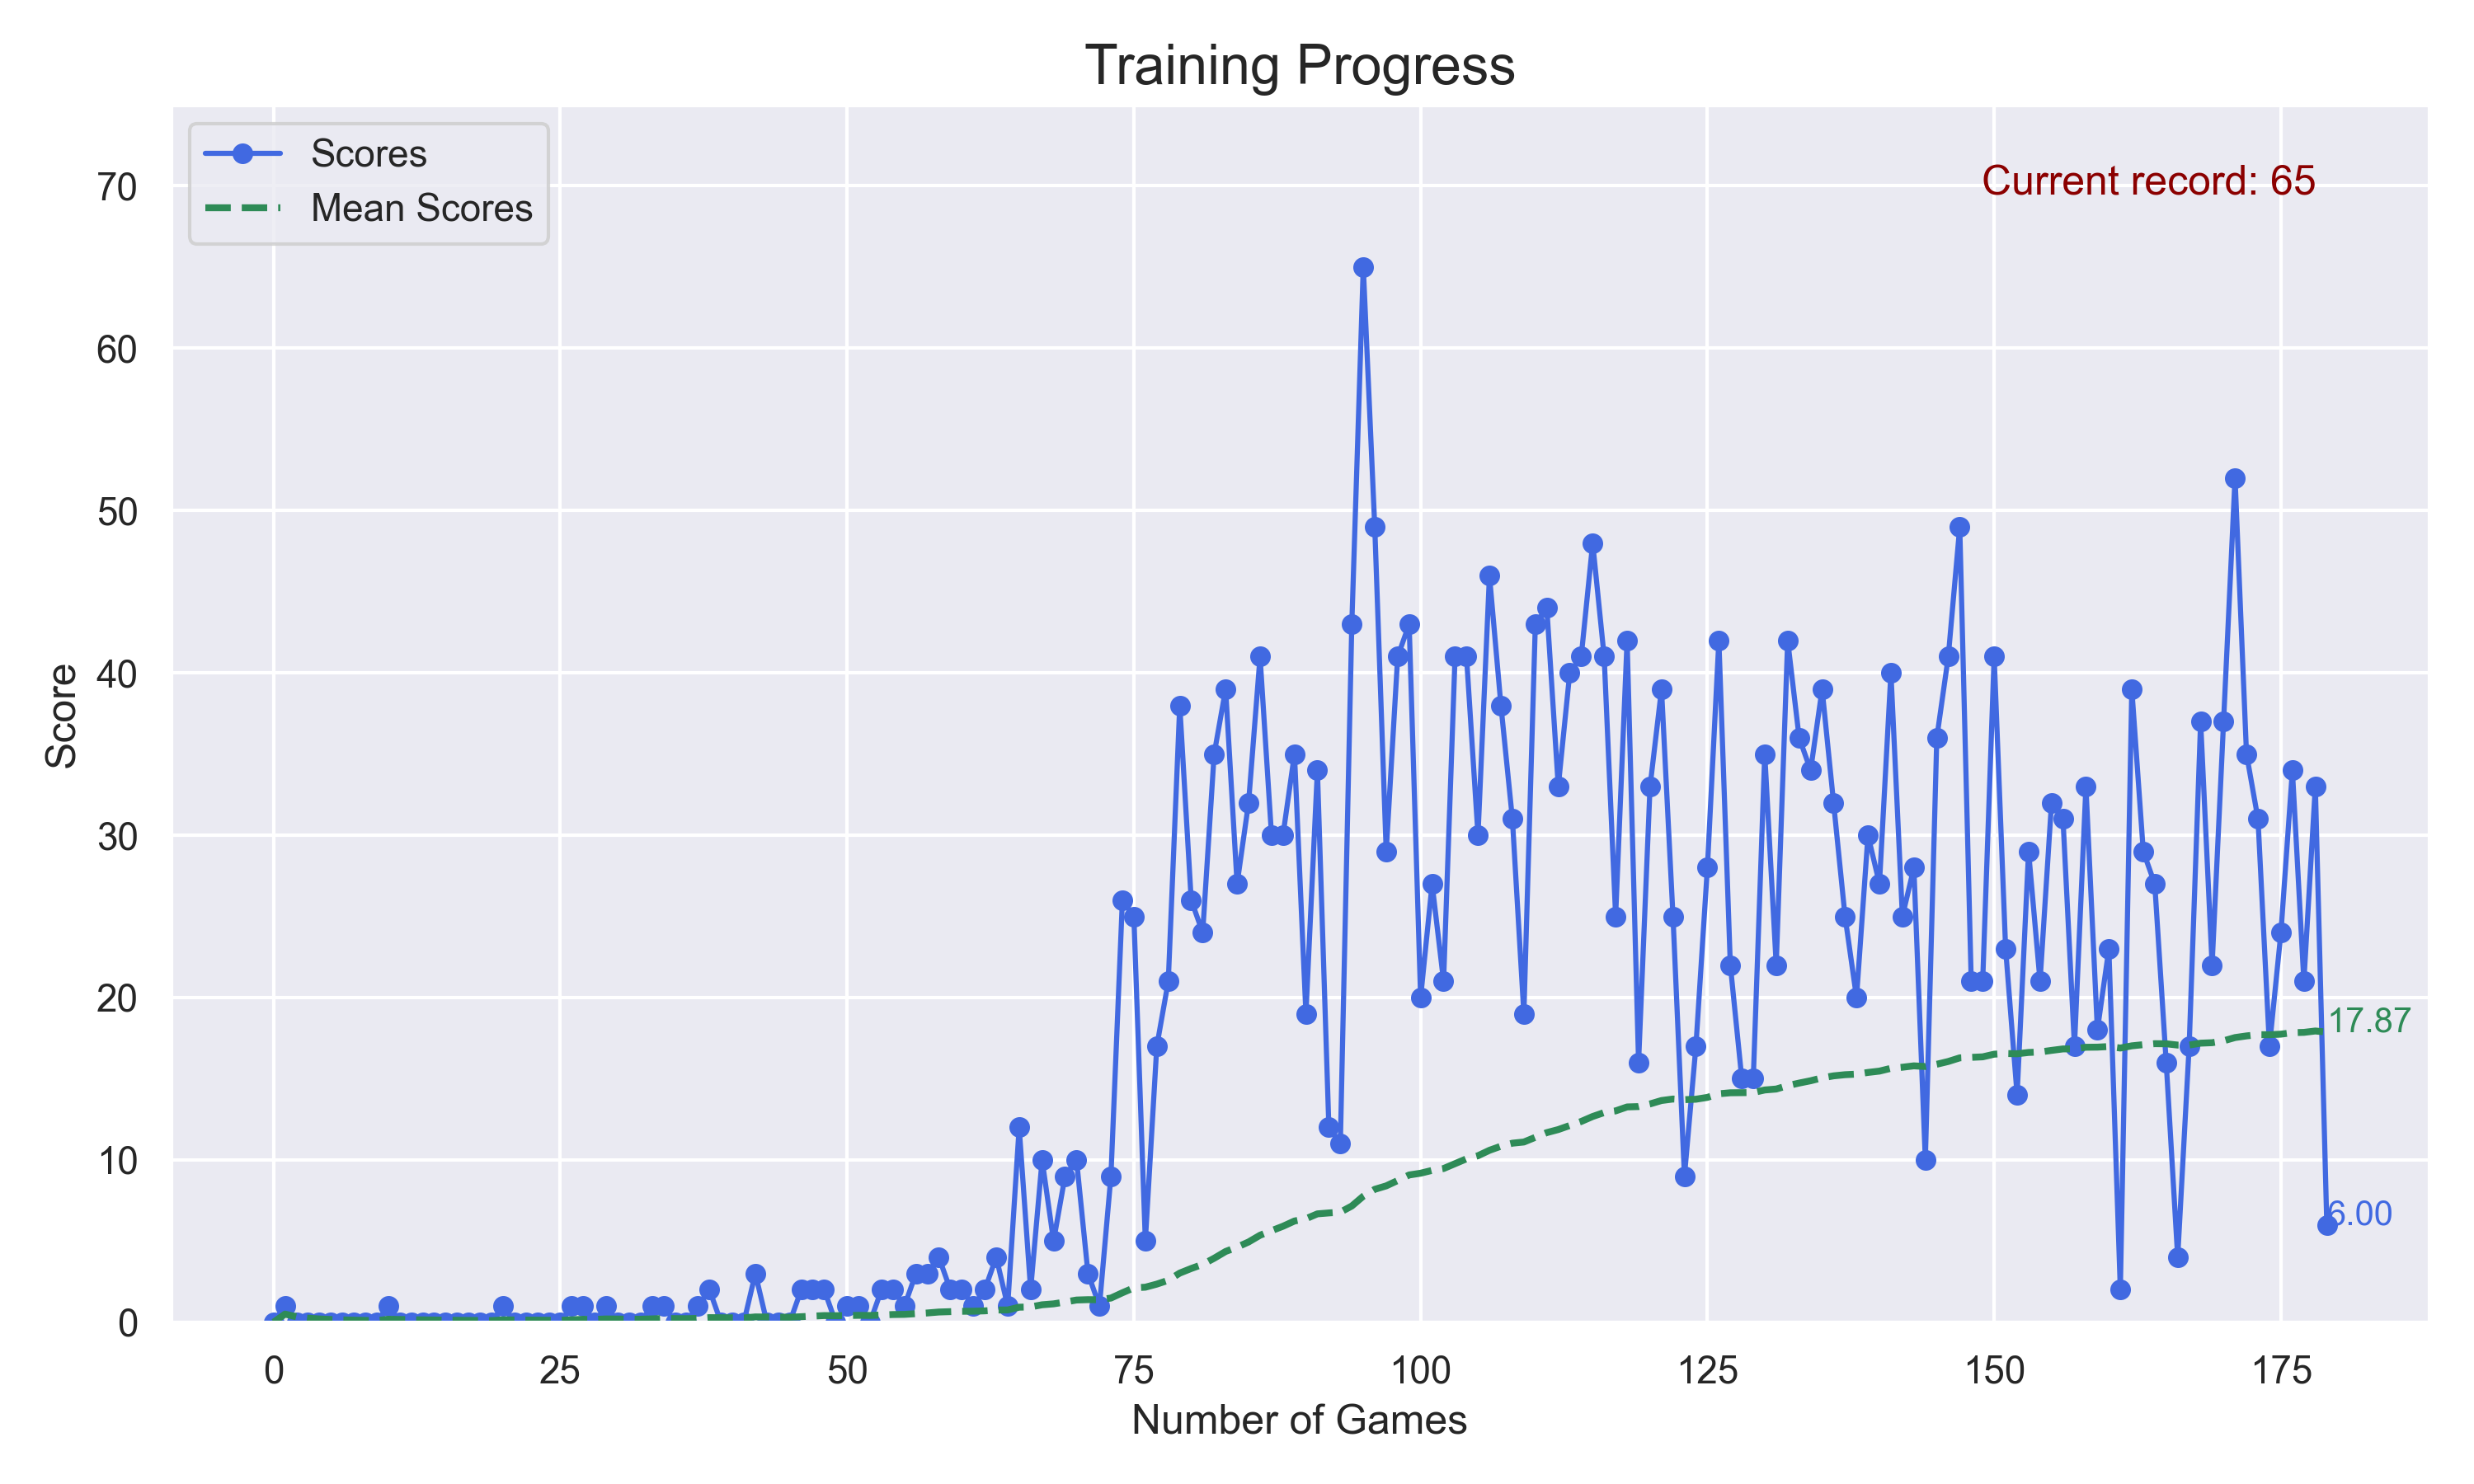 Training Progress
Scores
Mean Scores
Current record: 65
70
60
50
40
30
20
10
0
Score
17.87
6.00
0 25 50 75 100 125 150 175
Number of Games